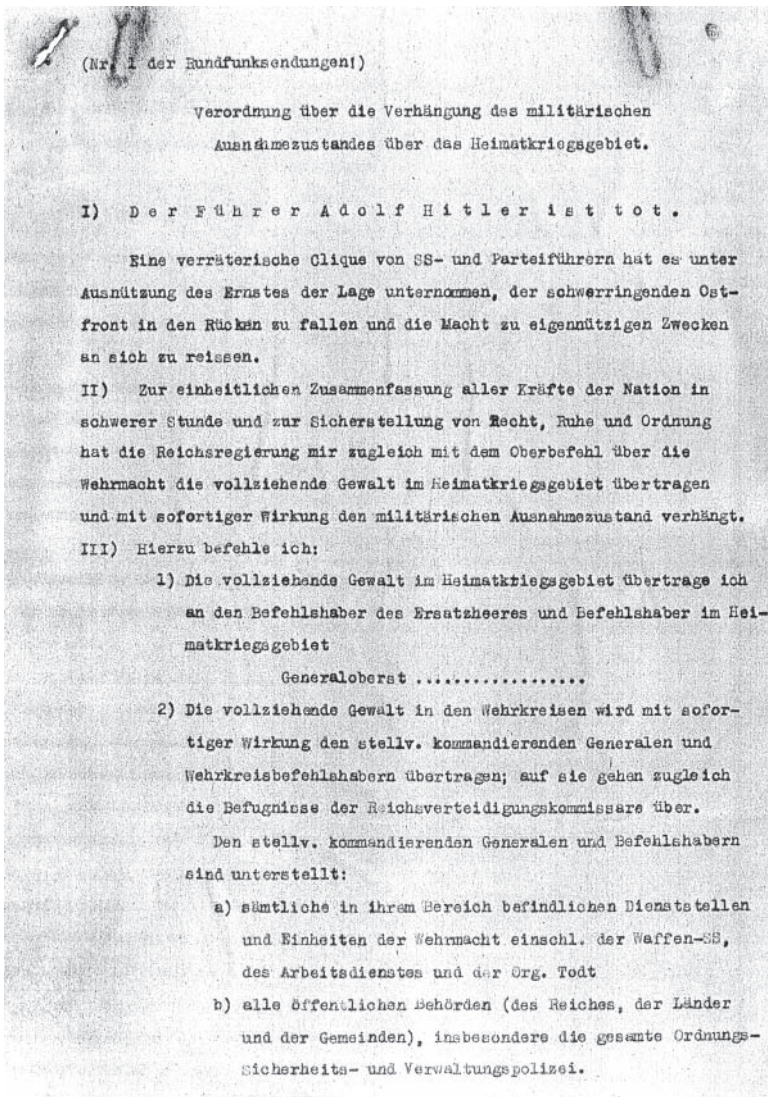 (Nr. 1 der Rundfunksendungen!)
Verordnung über die Verhängung des militärischen
Ausnahmezustandes über das Heimatkriegsgebiet.
I) Der Führer Adolf Hitler ist tot.
Eine verräterische Clique von SS- und Parteiführern hat es unter
Ausnützung des Ernstes der Lage unternommen, der schwerringenden Ost-
front in den Rücken zu fallen und die Macht zu eigennützigen Zwecken
an sich zu reissen.
II) Zur einheitlichen Zusammenfassung aller Kräfte der Nation in
schwerer Stunde und zur Sicherstellung von Recht, Ruhe und Ordnung
hat die Reichsregierung mir zugleich mit dem Oberbefehl über die
Wehrmacht die vollziehende Gewalt im Heimatkriegsgebiet übertragen
und mit sofortiger Wirkung den militärischen Ausnahmezustand verhängt.
III) Hierzu befehle ich:
1) Die vollziehende Gewalt im Heimatkriegsgebiet übertrage ich
an den Befehlshaber des Ersatzheeres und Befehlshaber im Hei-
matkriegsgebiet
Generaloberst ..................
2) Die vollziehende Gewalt in den Wehrkreisen wird mit sofor-
tiger Wirkung den stellv. kommandierenden Generalen und
Wehrkreisbefehlshabern übertragen; auf sie gehen zugleich
die Befugnisse der Reichsverteidigungskommissare über.
Den stellv. kommandierenden Generalen und Befehlshabern
sind unterstellt:
a) sämtliche in ihrem Bereich befindlichen Dienststellen
und Einheiten der Wehrmacht einschl. der Waffen-SS,
des Arbeitsdienstes und der Org. Todt
b) alle öffentlichen Behörden (des Reiches, der Länder
und der Gemeinden), insbesondere die gesamte Ordnungs-
Sicherheits- und Verwaltungspolizei.